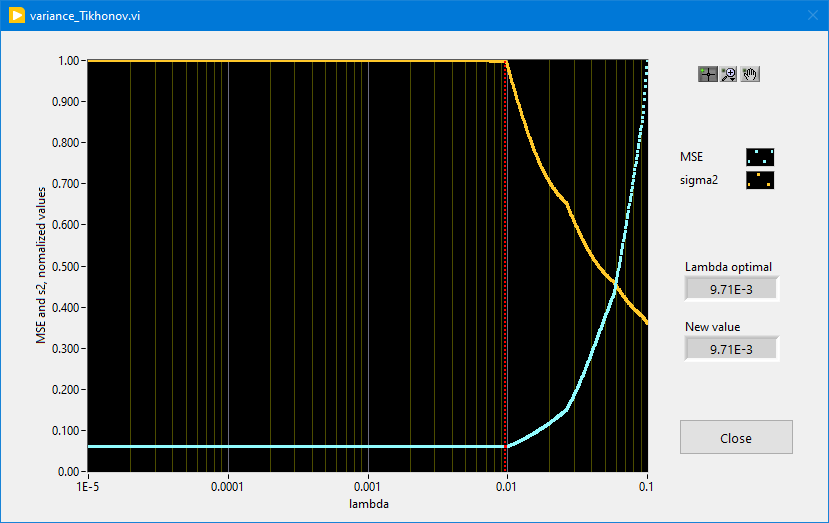 variance_Tikhonov.vi
1.00
0.900
0.800
0.700
0.600
0.500
0.400
0.300
0.200
0.100
0.00
MSE and s2, nomalized values
1E-5
0.0001
0.001
0.01
0.1
lambda
MSE
sigma2
Lambda optimal
9.71E-3
New value
9.71E-3
Close